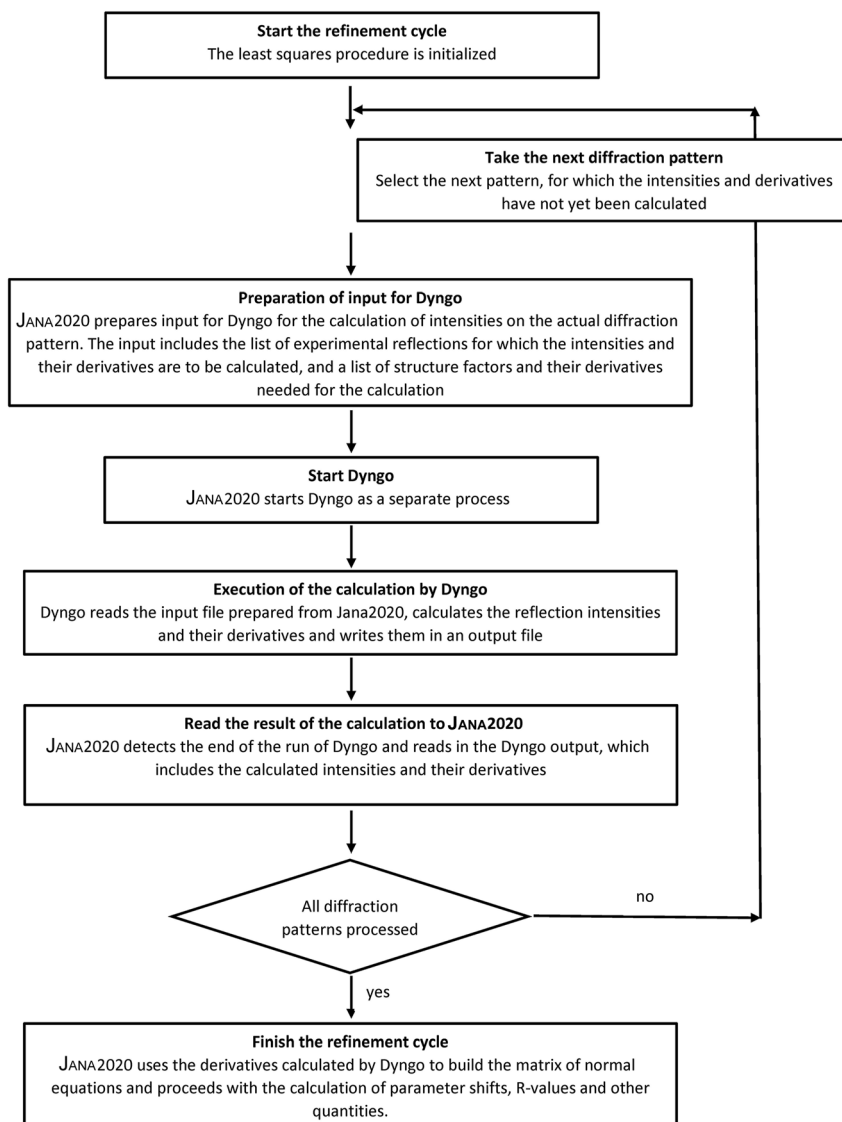 Start the refinement cycle
The least squares procedure is initialized
Take the next diffraction pattern
Select the next pattern, for which the intensities and derivatives
have not yet been calculated
Preparation of input for Dyngo
JANA2020 prepares input for Dyngo for the calculation of intensities on the actual diffraction
pattern. The input includes the list of experimental reflections for which the intensities and
their derivatives are to be calculated, and a list of structure factors and their derivatives
needed for the calculation
Start Dyngo
JANA2020 starts Dyngo as a separate process
Execution of the calculation by Dyngo
Dyngo reads the input file prepared from Jana2020, calculates the reflection intensities
and their derivatives and writes them in an output file
Read the result of the calculation to JANA2020
JANA2020 detects the end of the run of Dyngo and reads in the Dyngo output, which
includes the calculated intensities and their derivatives
All diffraction
patterns processed
no
yes
Finish the refinement cycle
JANA2020 uses the derivatives calculated by Dyngo to build the matrix of normal
equations and proceeds with the calculation of parameter shifts, R-values and other
quantities.